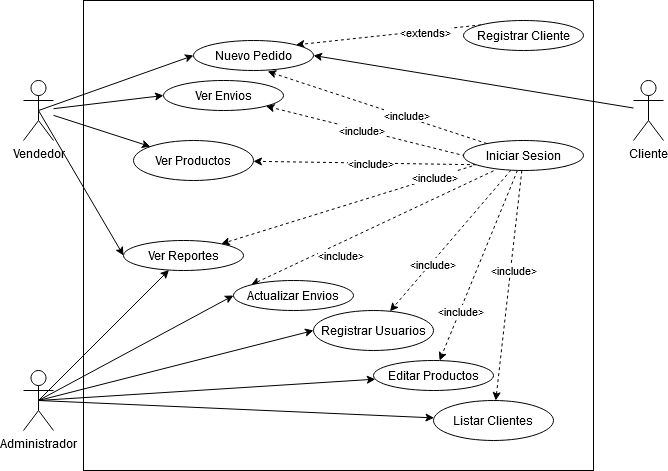 <extends>
Registrar Cliente
Nuevo Pedido
Ver Envios
<include>
<include>
Vendedor
Cliente
Ver Productos
<include>
Iniciar Sesion
<include>
Ver Reportes
<include>
<include>
<include>
Actualizar Envios
<include>
Registrar Usuarios
Editar Productos
Listar Clientes
Administrador